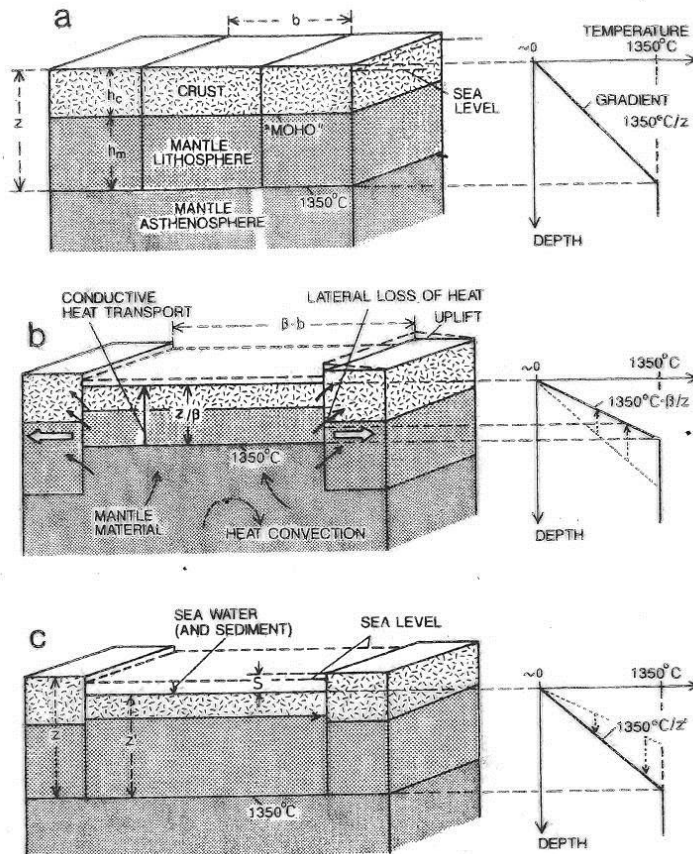 a
b
z
h_c
CRUST
h_m
"MOHO"
MANTLE
LITHOSPHERE
MANTLE
ASTHENOSPHERE
1350°C
SEA
LEVEL
TEMPERATURE
~0
1350°C
GRADIENT
1350°C/z
DEPTH
b
CONDUCTIVE
HEAT TRANSPORT
LATERAL LOSS OF HEAT
β·b
UPLIFT
z/β
1350°C
MANTLE
MATERIAL
HEAT CONVECTION
~0
1350°C
1350°C·β/z
DEPTH
c
SEA WATER
(AND SEDIMENT)
SEA LEVEL
S
z
z'
1350°C
~0
1350°C
1350°C/z'
DEPTH